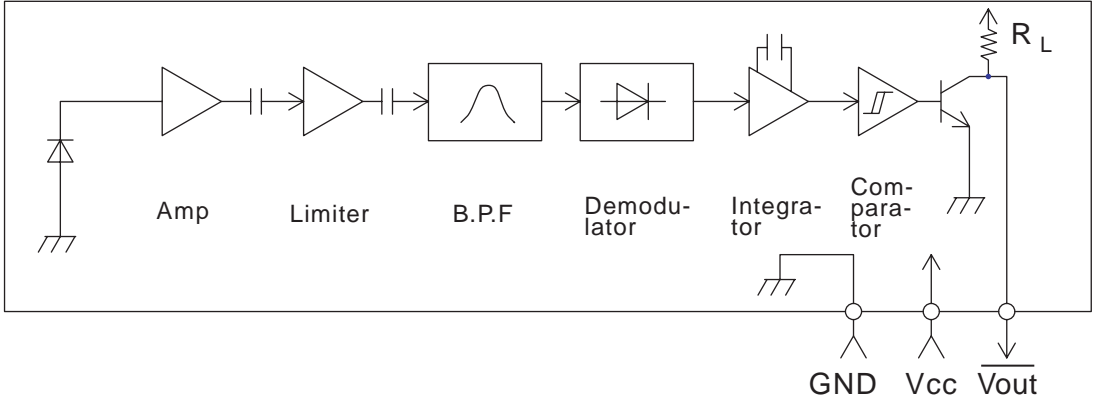 R L
Amp
Limiter
B.P.F
Demodu-
lator
Integra-
tor
Com-
para-
tor
GND
Vcc
Vout